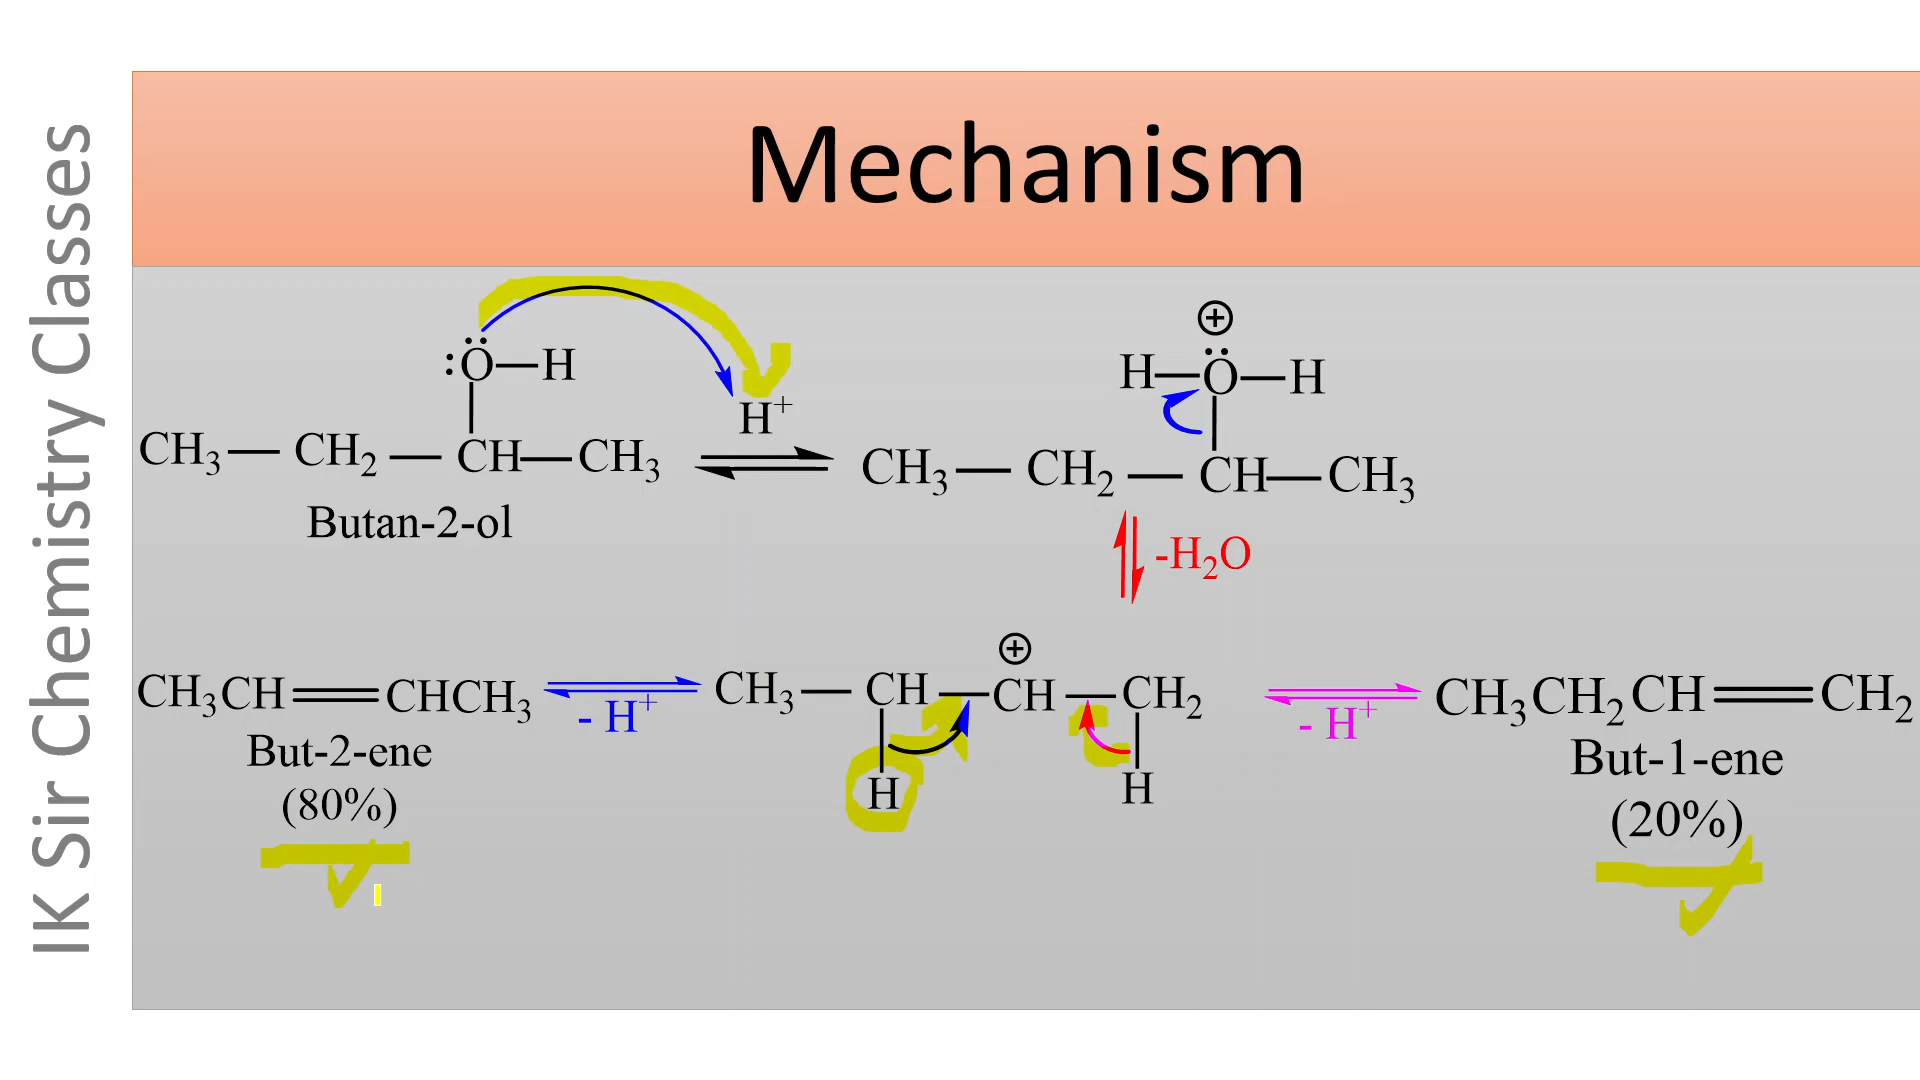 IK Sir Chemistry Classes
Mechanism
:Ö—H
H⁺
CH₃—CH₂—CH—CH₃
Butan-2-ol
⊕
H—Ö—H
CH₃—CH₂—CH—CH₃
-H₂O
CH₃CH=CHCH₃
But-2-ene
(80%)
- H⁺
⊕
CH₃—CH—CH—CH₂
H H
- H⁺
CH₃CH₂CH=CH₂
But-1-ene
(20%)